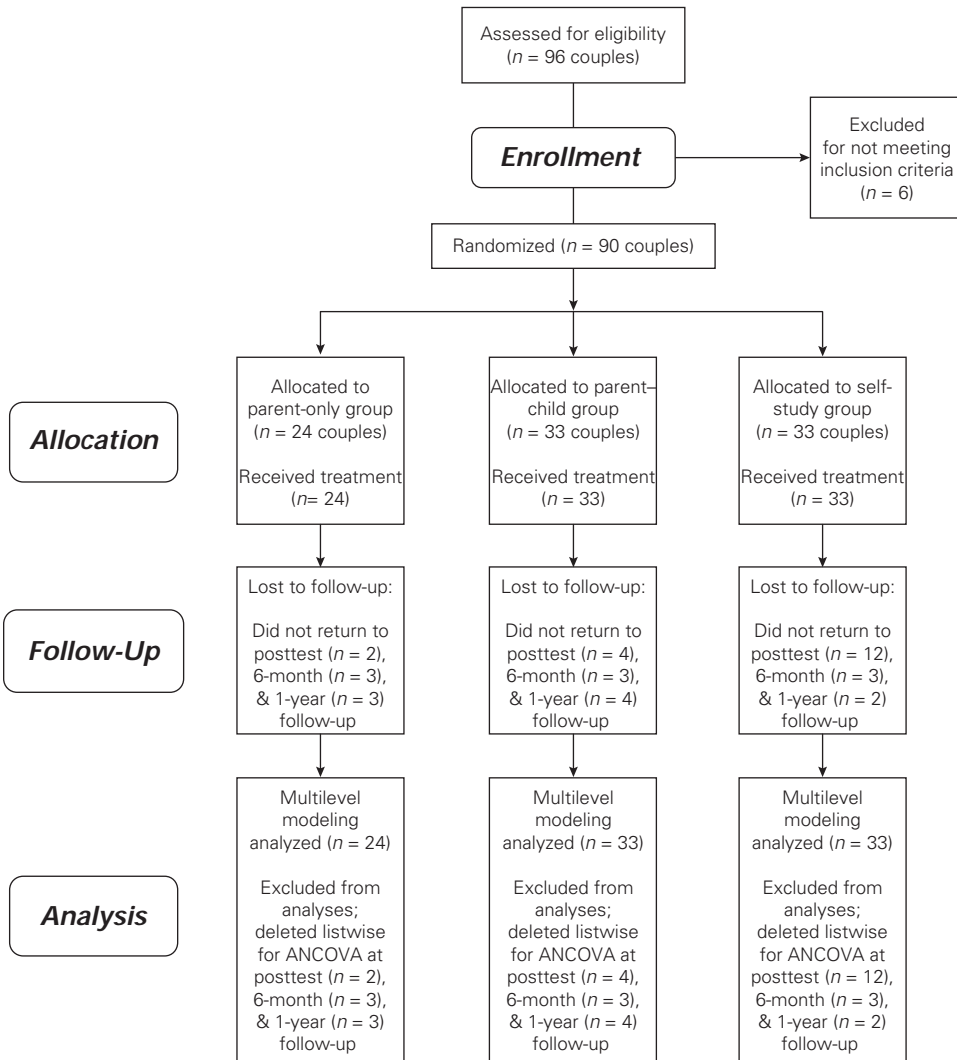 Assessed for eligibility
(n = 96 couples)
Enrollment
Excluded
for not meeting
inclusion criteria
(n = 6)
Randomized (n = 90 couples)
Allocation
Allocated to
parent-only group
(n = 24 couples)
Received treatment
(n= 24)
Allocated to parent–
child group
(n = 33 couples)
Received treatment
(n = 33)
Allocated to self-
study group
(n = 33 couples)
Received treatment
(n = 33)
Follow-Up
Lost to follow-up:
Did not return to
posttest (n = 2),
6-month (n = 3),
& 1-year (n = 3)
follow-up
Lost to follow-up:
Did not return to
posttest (n = 4),
6-month (n = 3),
& 1-year (n = 4)
follow-up
Lost to follow-up:
Did not return to
posttest (n = 12),
6-month (n = 3),
& 1-year (n = 2)
follow-up
Analysis
Multilevel
modeling
analyzed (n = 24)
Excluded from
analyses;
deleted listwise
for ANCOVA at
posttest (n = 2),
6-month (n = 3),
& 1-year (n = 3)
follow-up
Multilevel
modeling
analyzed (n = 33)
Excluded from
analyses;
deleted listwise
for ANCOVA at
posttest (n = 4),
6-month (n = 3),
& 1-year (n = 4)
follow-up
Multilevel
modeling
analyzed (n = 33)
Excluded from
analyses;
deleted listwise
for ANCOVA at
posttest (n = 12),
6-month (n = 3),
& 1-year (n = 2)
follow-up